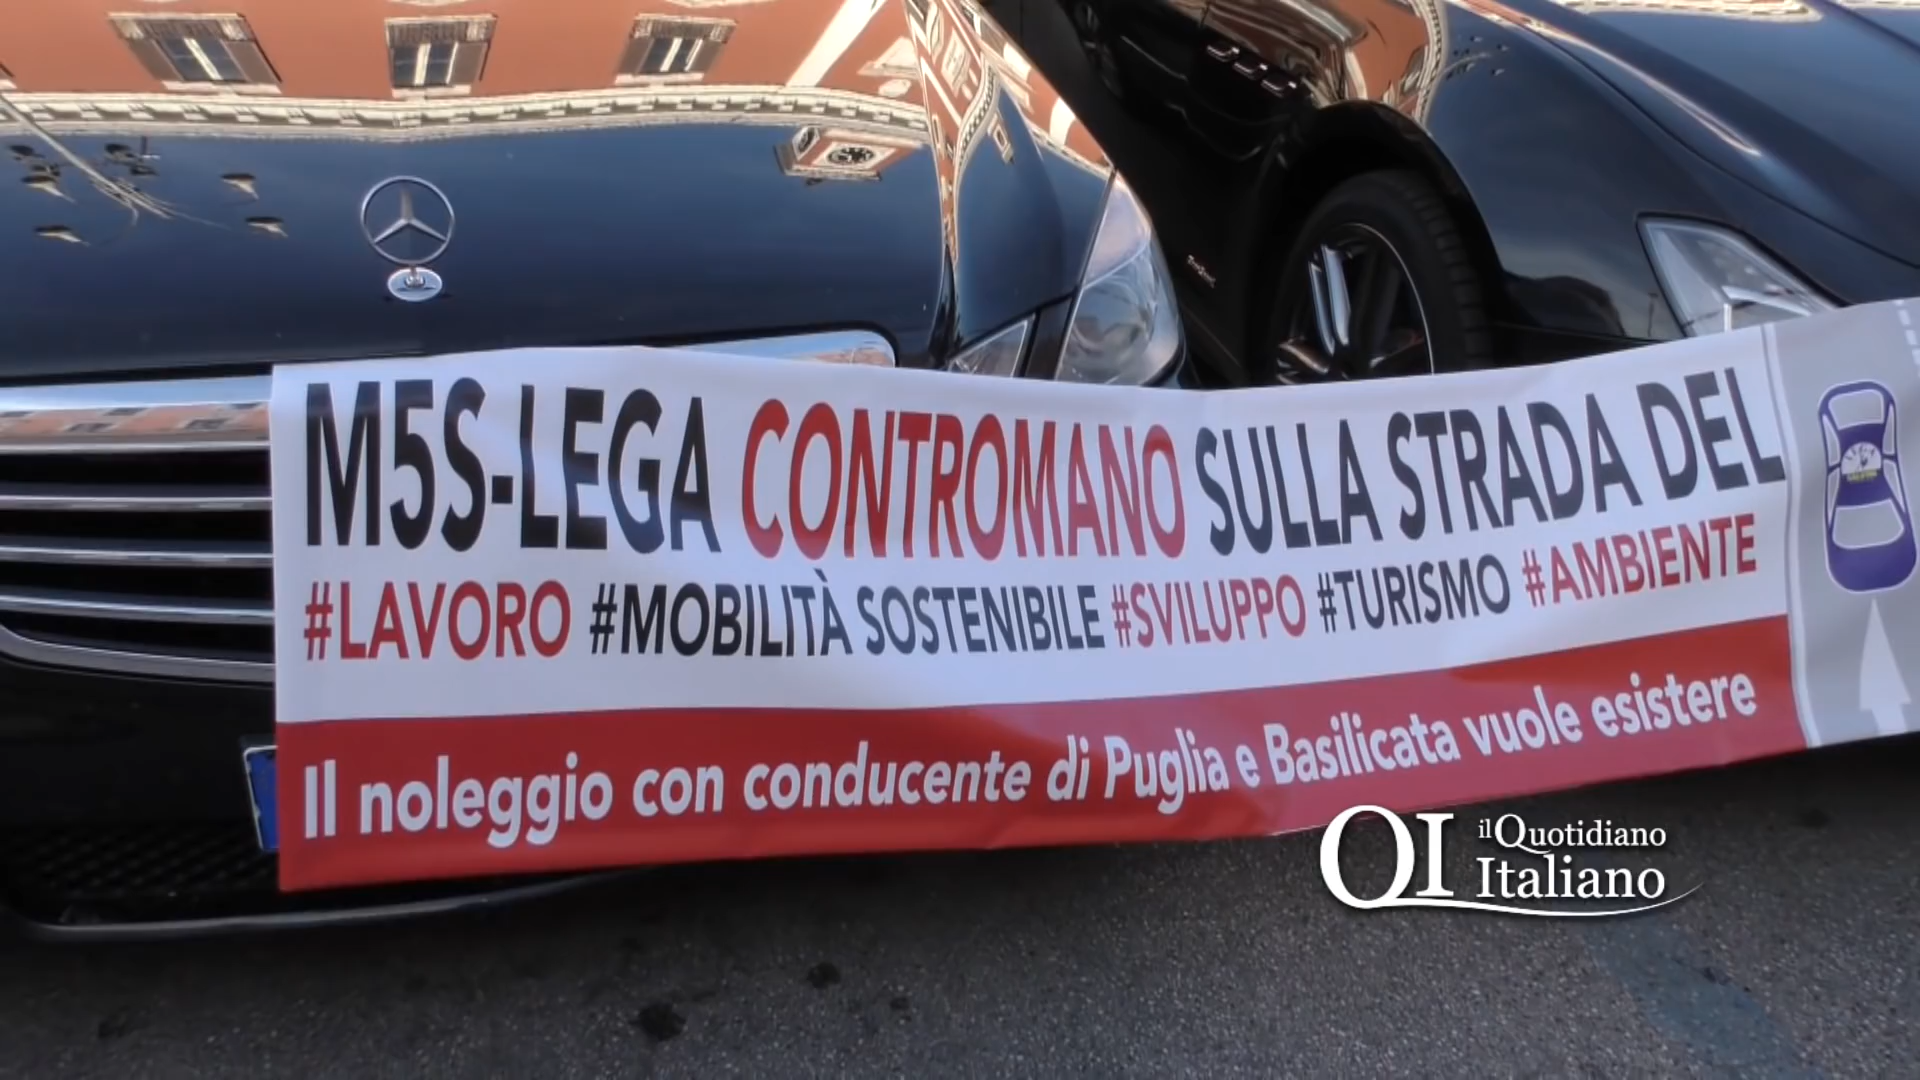 M5S-LEGA CONTROMANO SULLA STRADA DEL
#LAVORO #MOBILITÀ SOSTENIBILE #SVILUPPO #TURISMO #AMBIENTE
Il noleggio con conducente di Puglia e Basilicata vuole esistere
QI il Quotidiano
Italiano